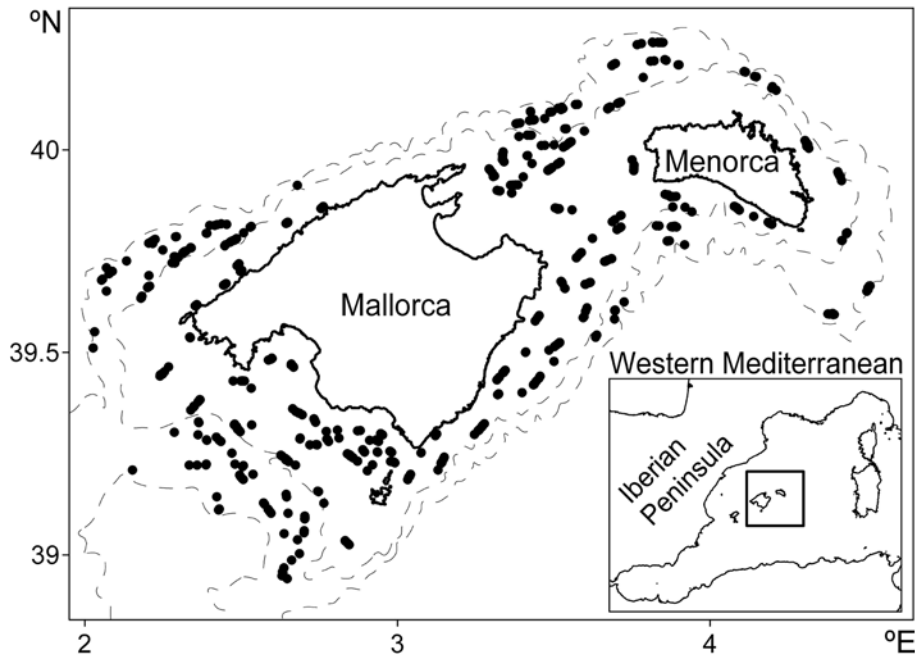 ºN
40
Menorca
Mallorca
39.5
Western Mediterranean
Iberian
Peninsula
39
2
3
4
ºE